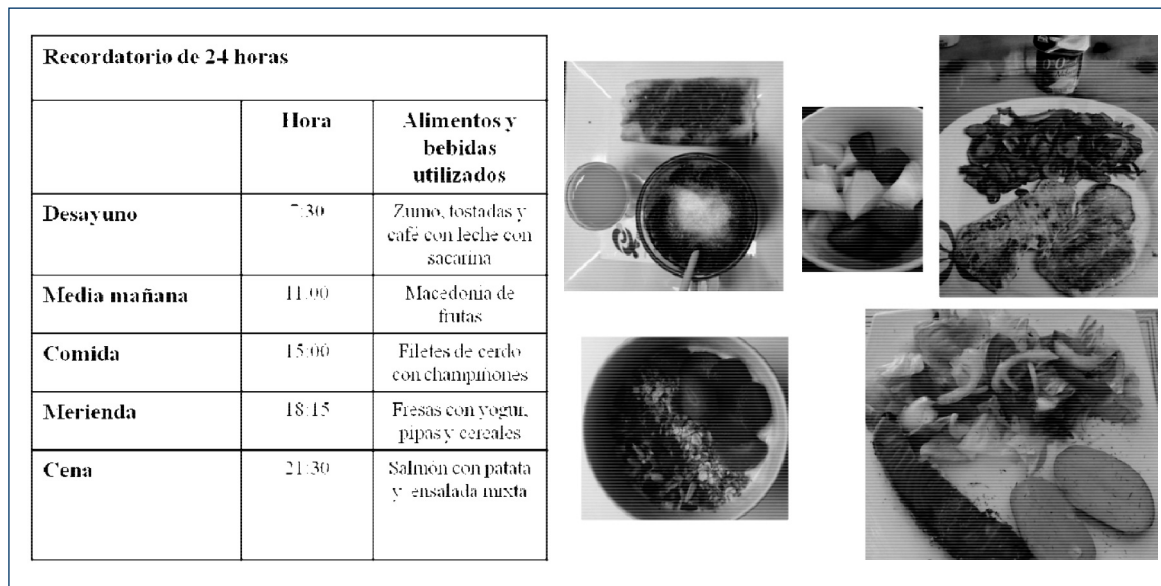 Recordatorio de 24 horas
Hora
Alimentos y
bebidas
utilizados
Desayuno
7:30
Zumo, tostadas y
café con leche con
sacarina
Media mañana
11:00
Macedonia de
frutas
Comida
15:00
Filetes de cerdo
con champiñones
Merienda
18:15
Fresas con yogur,
pipas y cereales
Cena
21:30
Salmón con patata
y ensalada mixta